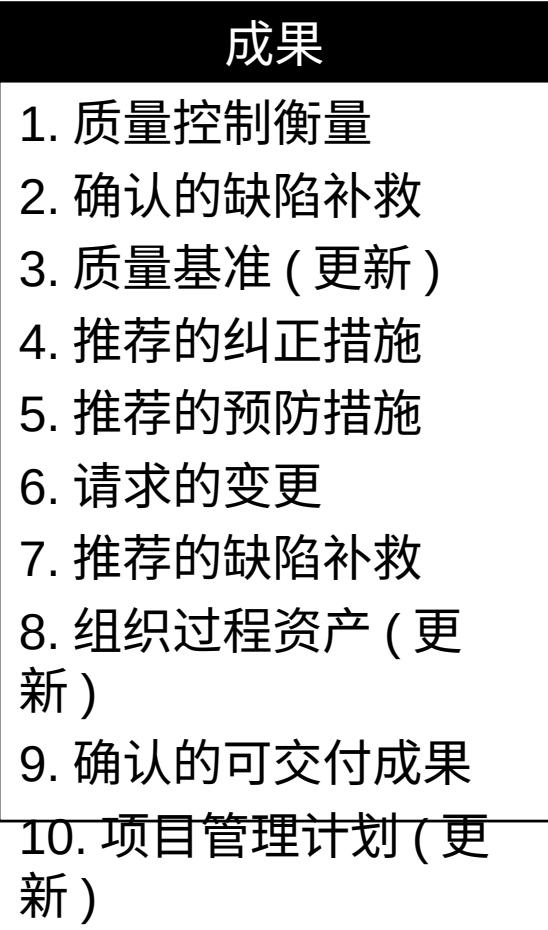 成果
1. 质量控制衡量
2. 确认的缺陷补救
3. 质量基准 ( 更新 )
4. 推荐的纠正措施
5. 推荐的预防措施
6. 请求的变更
7. 推荐的缺陷补救
8. 组织过程资产 ( 更
新 )
9. 确认的可交付成果
10. 项目管理计划 ( 更
新 )